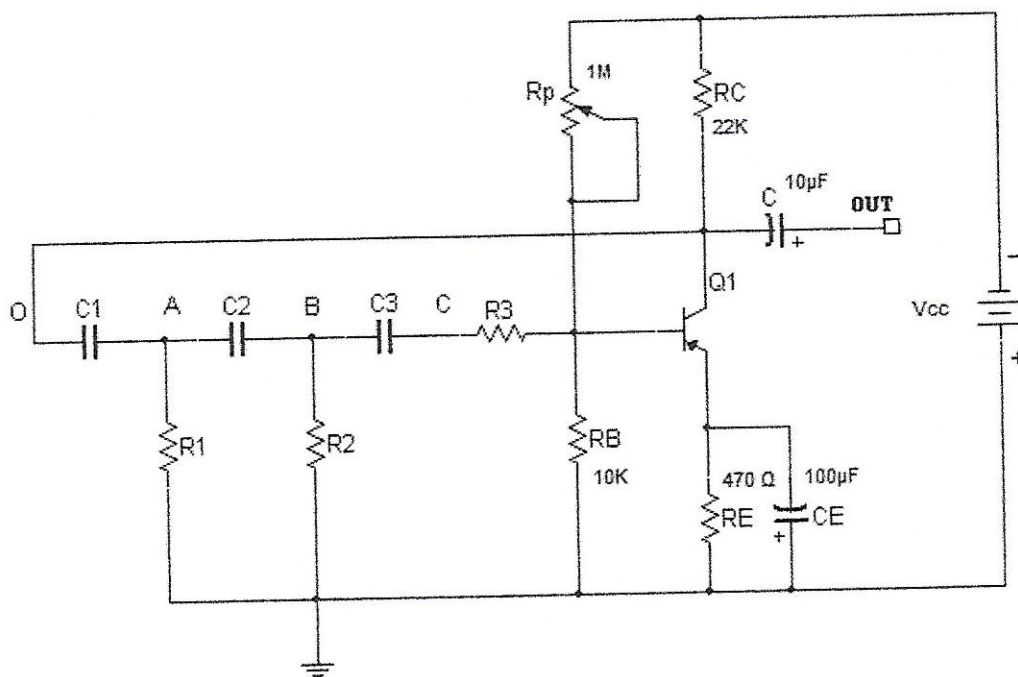 1M
Rp
RC
22K
C 10µF
OUT
O
C1
A
C2
B
C3
C
R3
Q1
Vcc
−
+
+
R1
R2
RB
10K
470 Ω
RE
100µF
CE
+